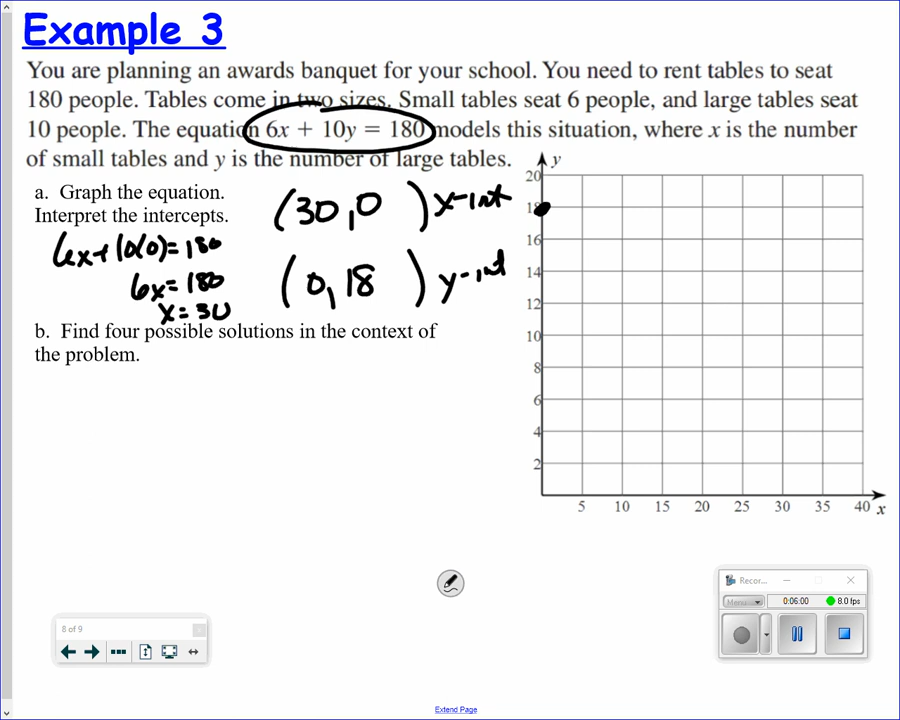 Example 3
You are planning an awards banquet for your school. You need to rent tables to seat
180 people. Tables come in two sizes. Small tables seat 6 people, and large tables seat
10 people. The equation 6x + 10y = 180 models this situation, where x is the number
of small tables and y is the number of large tables.
a. Graph the equation.
Interpret the intercepts.
(30,0) x-int
6x+10(0)=180
6x=180
x=30
(0,18) y-int
b. Find four possible solutions in the context of
the problem.
y
20
18
16
14
12
10
8
6
4
2
5 10 15 20 25 30 35 40 x
8 of 9
Recor...
Menu
0:06:00 8.0 fps
Extend Page